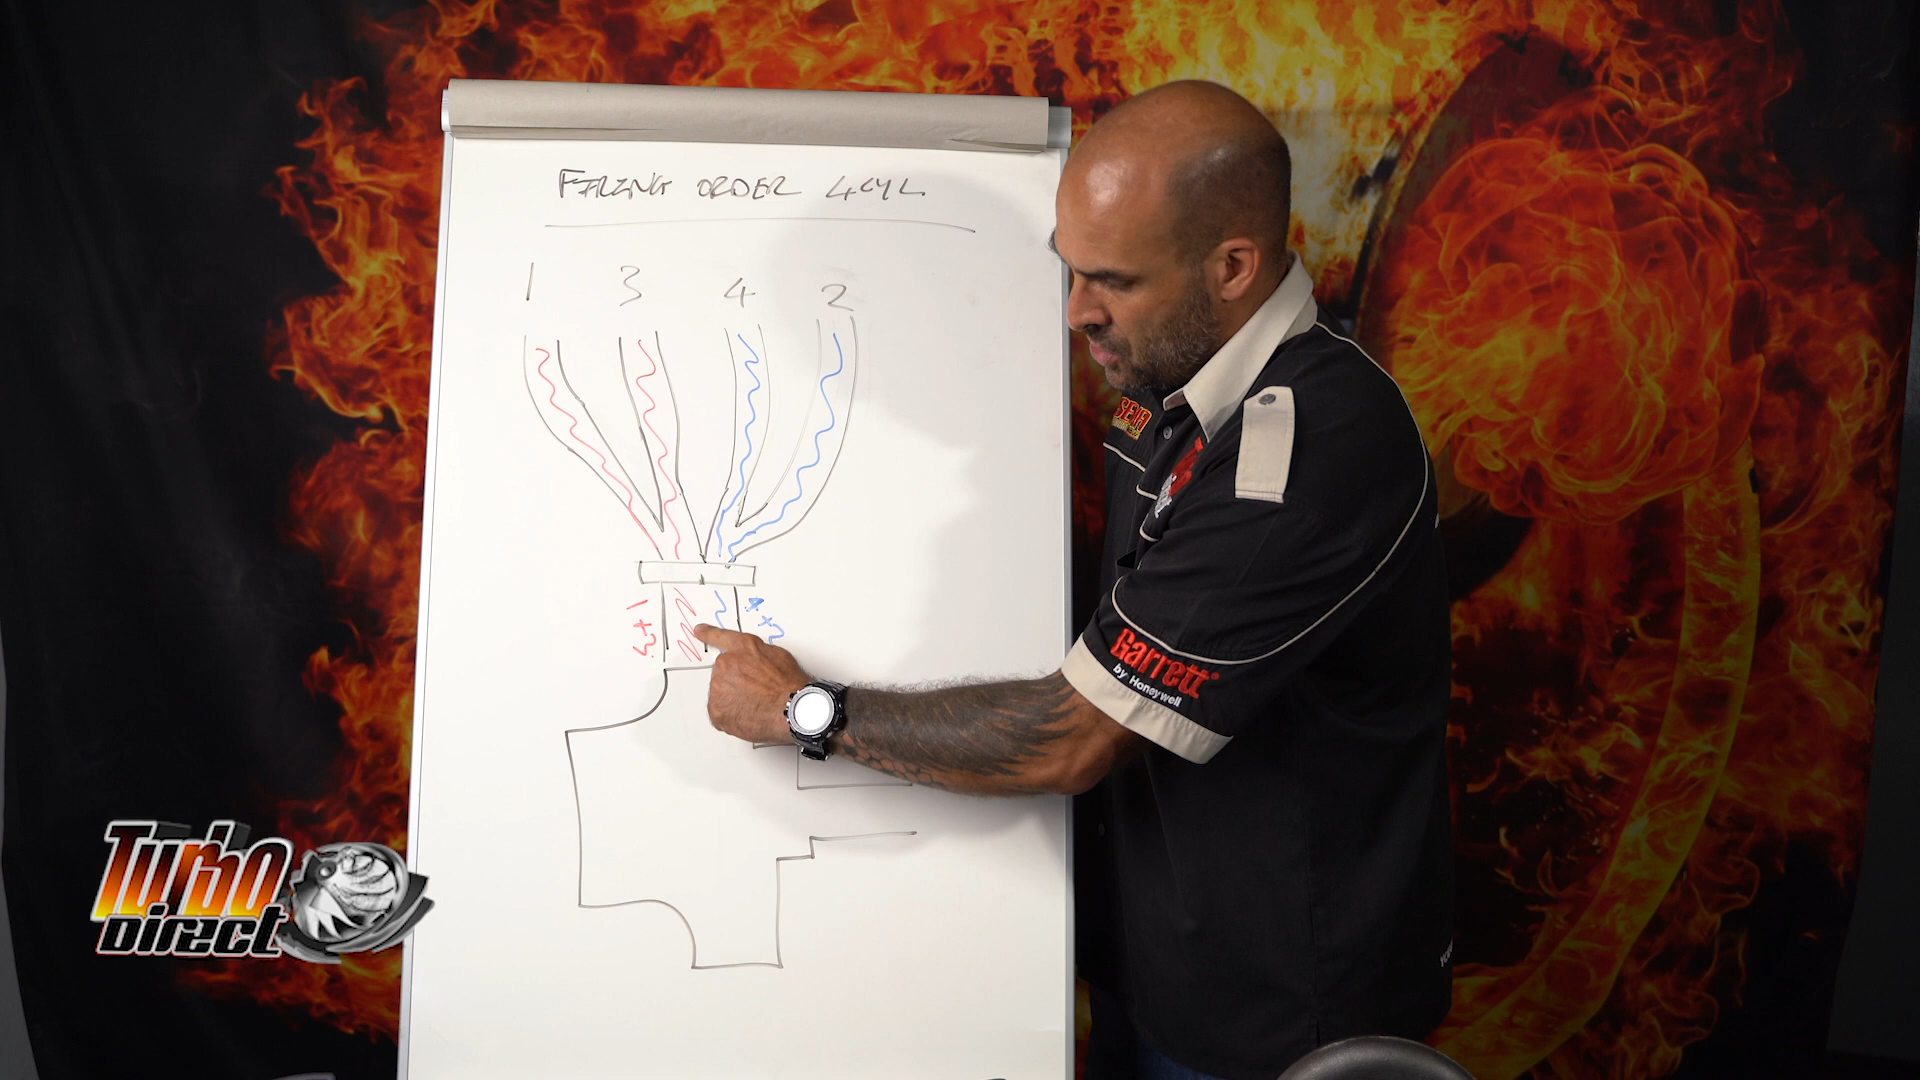 FIRING ORDER 4CYL
1 3 4 2
1+3
4+2
Garrett
by Honeywell
Turbo
Direct